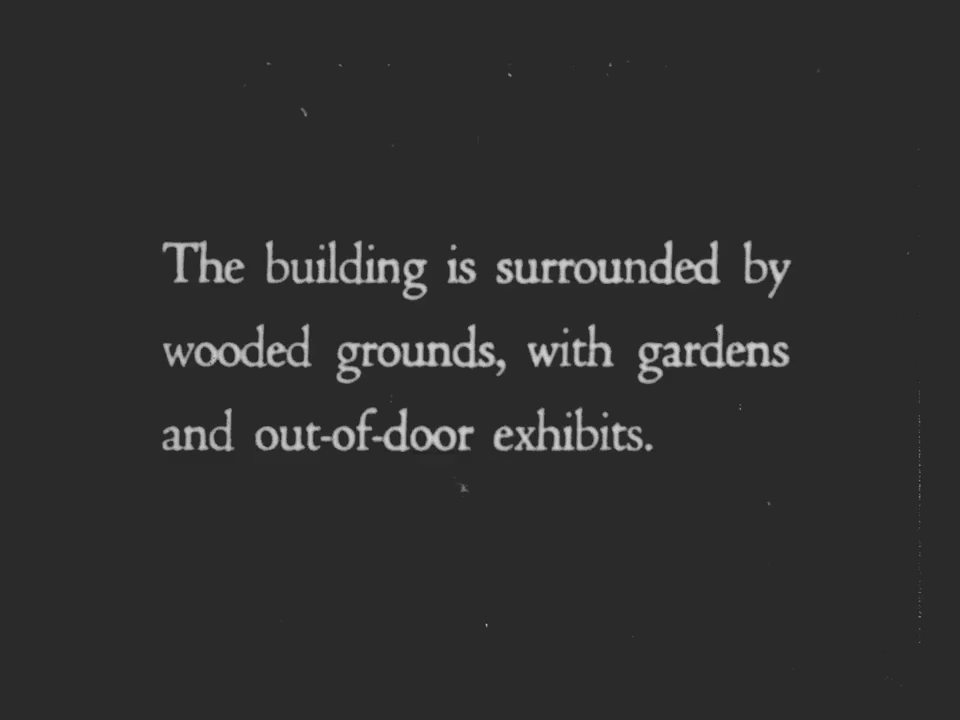 The building is surrounded by
wooded grounds, with gardens
and out-of-door exhibits.